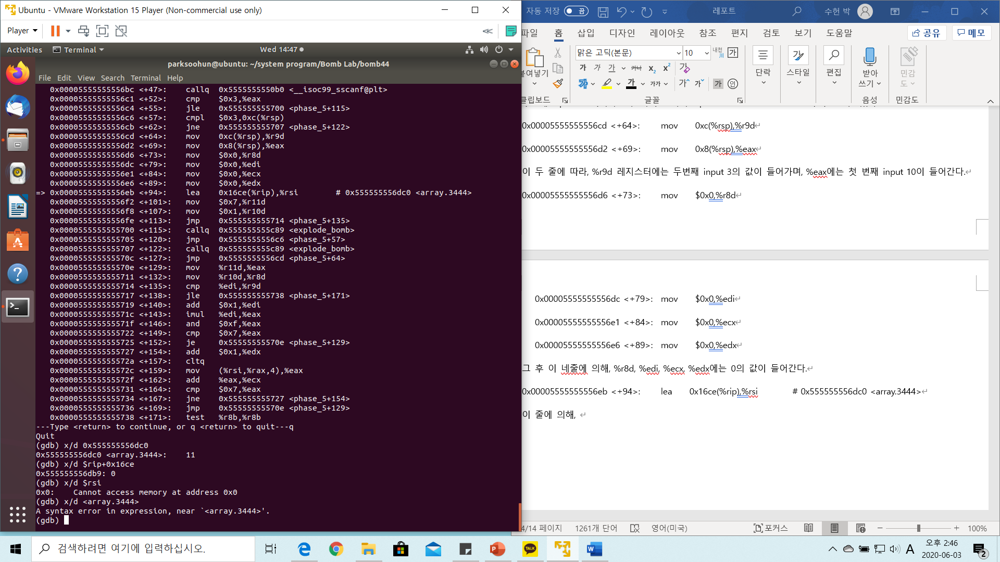 Ubuntu - VMware Workstation 15 Player (Non-commercial use only)
Player
Activities
Terminal
Wed 14:47
parksoohun@ubuntu: ~/system program/Bomb Lab/bomb44
File Edit View Search Terminal Help
0x00005555555556bc <+47>: callq 0x5555555550b0 <__isoc99_sscanf@plt>
0x00005555555556c1 <+52>: cmp $0x3,%eax
0x00005555555556c4 <+55>: jle 0x555555555700 <phase_5+115>
0x00005555555556c6 <+57>: cmpl $0x3,0xc(%rsp)
0x00005555555556cb <+62>: jne 0x555555555707 <phase_5+122>
0x00005555555556cd <+64>: mov 0xc(%rsp),%r9d
0x00005555555556d2 <+69>: mov 0x8(%rsp),%eax
0x00005555555556d6 <+73>: mov $0x0,%r8d
0x00005555555556dc <+79>: mov $0x0,%edi
0x00005555555556e1 <+84>: mov $0x0,%ecx
0x00005555555556e6 <+89>: mov $0x0,%edx
=> 0x00005555555556eb <+94>: lea 0x16ce(%rip),%rsi # 0x555555556dc0 <array.3444>
0x00005555555556f2 <+101>: mov $0x7,%r11d
0x00005555555556f8 <+107>: mov $0x1,%r10d
0x00005555555556fe <+113>: jmp 0x555555555714 <phase_5+135>
0x0000555555555700 <+115>: callq 0x555555555c89 <explode_bomb>
0x0000555555555705 <+120>: jmp 0x5555555556c6 <phase_5+57>
0x0000555555555707 <+122>: callq 0x555555555c89 <explode_bomb>
0x000055555555570c <+127>: jmp 0x5555555556cd <phase_5+64>
0x000055555555570e <+129>: mov %r11d,%eax
0x0000555555555711 <+132>: mov %r10d,%r8d
0x0000555555555714 <+135>: cmp %edi,%r9d
0x0000555555555717 <+138>: jle 0x555555555738 <phase_5+171>
0x0000555555555719 <+140>: add $0x1,%edi
0x000055555555571c <+143>: imul %edi,%eax
0x000055555555571f <+146>: and $0xf,%eax
0x0000555555555722 <+149>: cmp $0x7,%eax
0x0000555555555725 <+152>: je 0x55555555570e <phase_5+129>
0x0000555555555727 <+154>: add $0x1,%edx
0x000055555555572a <+157>: cltq
0x000055555555572c <+159>: mov (%rsi,%rax,4),%eax
0x000055555555572f <+162>: add %eax,%ecx
0x0000555555555731 <+164>: cmp $0x7,%eax
0x0000555555555734 <+167>: jne 0x555555555727 <phase_5+154>
0x0000555555555736 <+169>: jmp 0x55555555570e <phase_5+129>
0x0000555555555738 <+171>: test %r8b,%r8b
---Type <return> to continue, or q <return> to quit---q
Quit
(gdb) x/d 0x555555556dc0
0x555555556dc0 <array.3444>: 11
(gdb) x/d $rip+0x16ce
0x555555556db9: 0
(gdb) x/d $rsi
0x0: Cannot access memory at address 0x0
(gdb) x/d <array.3444>
A syntax error in expression, near `<array.3444>'.
(gdb)
자동 저장 끔 레포트 수헌 박
파일 홈 삽입 디자인 레이아웃 참조 편지 검토 보기 도움말 공유 메모
붙여넣기
맑은 고딕(본문) 10
단락 스타일 편집 받아쓰기 민감도
클립보드 글꼴 음성 민감도
0x00005555555556cd <+64>: mov 0xc(%rsp),%r9d
0x00005555555556d2 <+69>: mov 0x8(%rsp),%eax
이 두 줄에 따라, %r9d 레지스터에는 두번째 input 3의 값이 들어가며, %eax에는 첫 번째 input 10이 들어간다.
0x00005555555556d6 <+73>: mov $0x0,%r8d
0x00005555555556dc <+79>: mov $0x0,%edi
0x00005555555556e1 <+84>: mov $0x0,%ecx
0x00005555555556e6 <+89>: mov $0x0,%edx
그 후 이 네줄에 의해, %r8d, %edi, %ecx, %edx에는 0의 값이 들어간다.
0x00005555555556eb <+94>: lea 0x16ce(%rip),%rsi # 0x555555556dc0 <array.3444>
이 줄에 의해,
4/14 페이지 1261개 단어 영어(미국) 포커스 100%
검색하려면 여기에 입력하십시오.
A
오후 2:46
2020-06-03
2